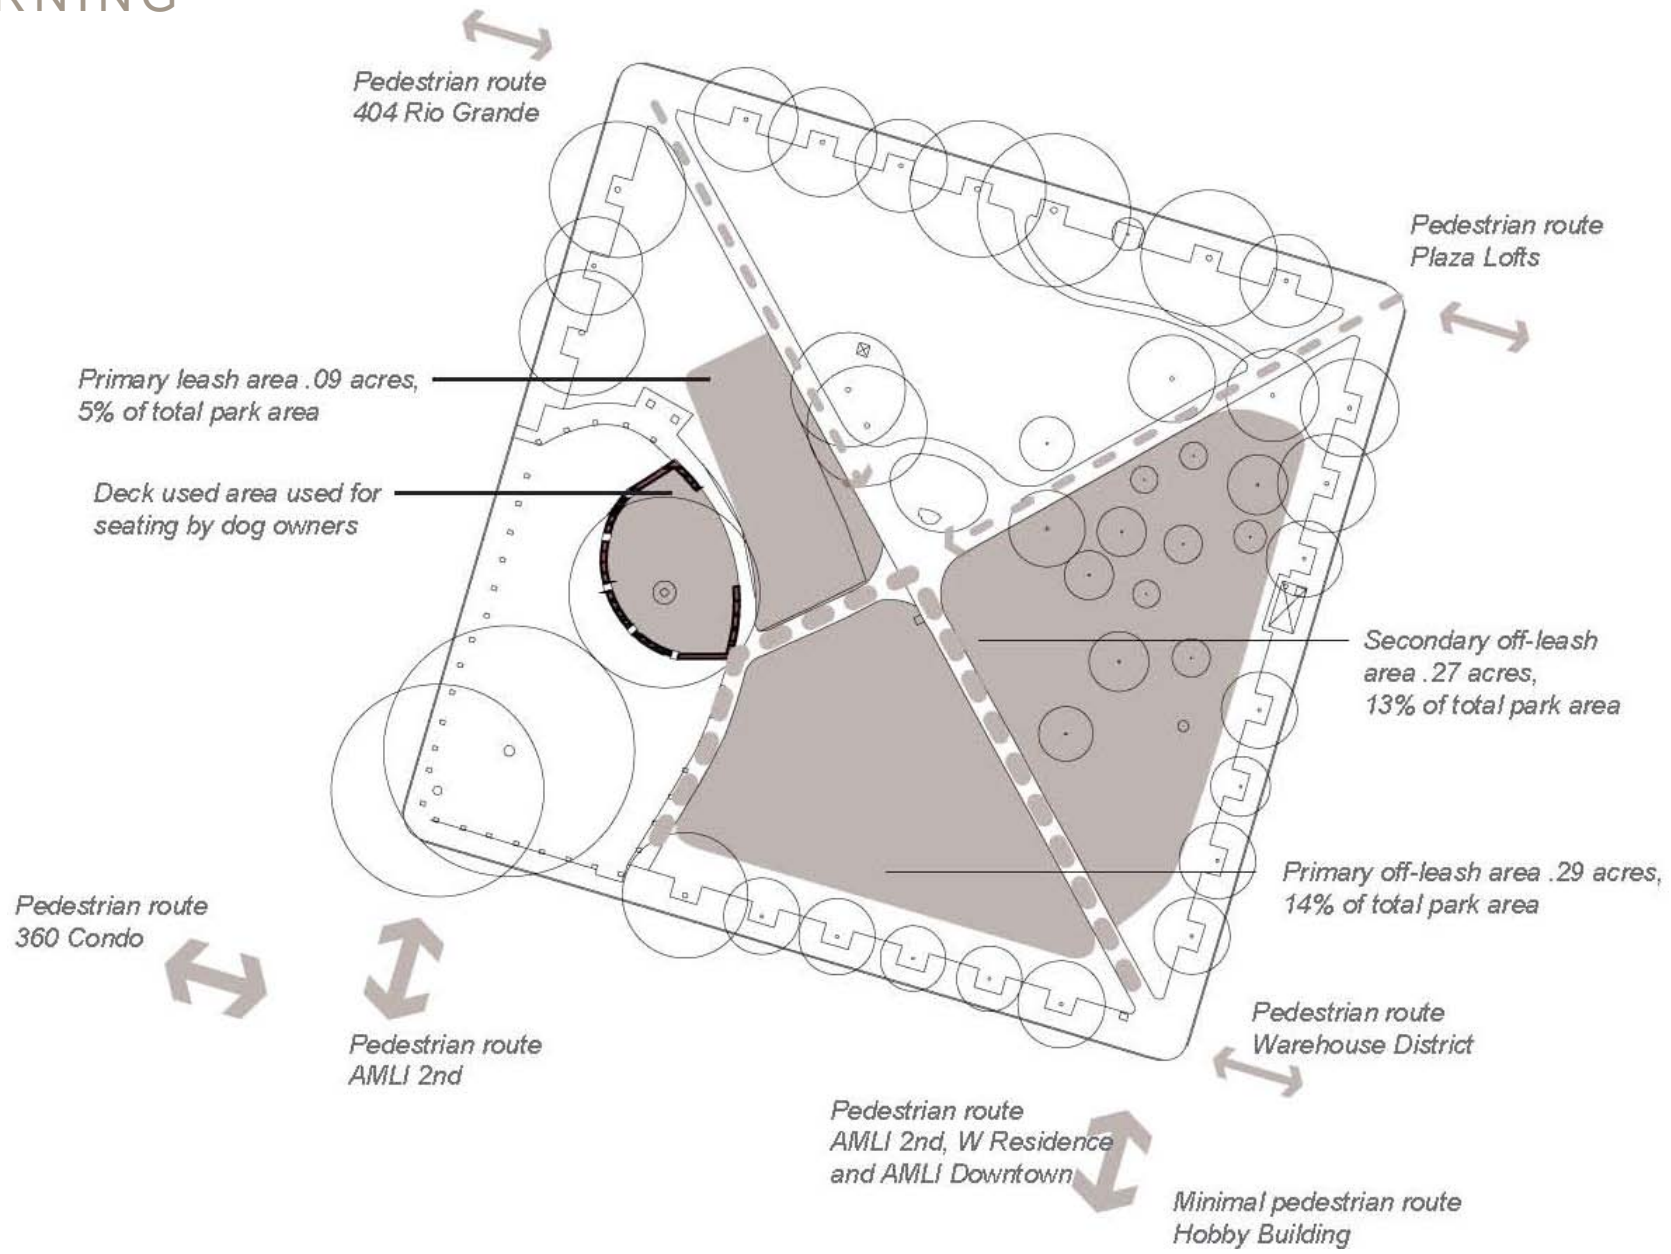 RNING
Pedestrian route
404 Rio Grande
Pedestrian route
Plaza Lofts
Primary leash area .09 acres,
5% of total park area
Deck used area used for
seating by dog owners
Secondary off-leash
area .27 acres,
13% of total park area
Primary off-leash area .29 acres,
14% of total park area
Pedestrian route
360 Condo
Pedestrian route
AMLI 2nd
Pedestrian route
Warehouse District
Pedestrian route
AMLI 2nd, W Residence
and AMLI Downtown
Minimal pedestrian route
Hobby Building